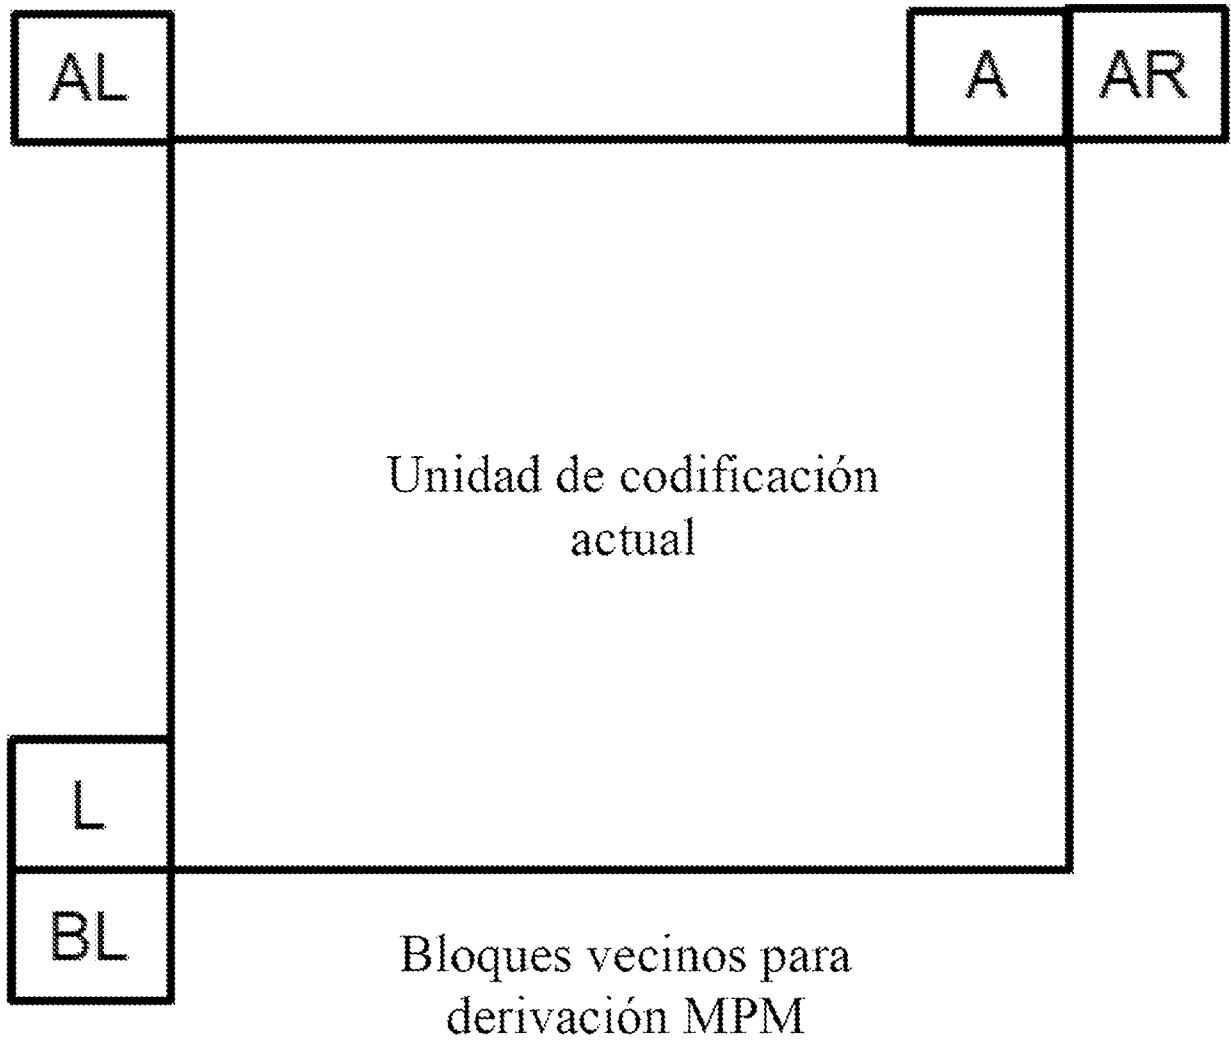 AL
A
AR
Unidad de codificación
actual
L
BL
Bloques vecinos para
derivación MPM